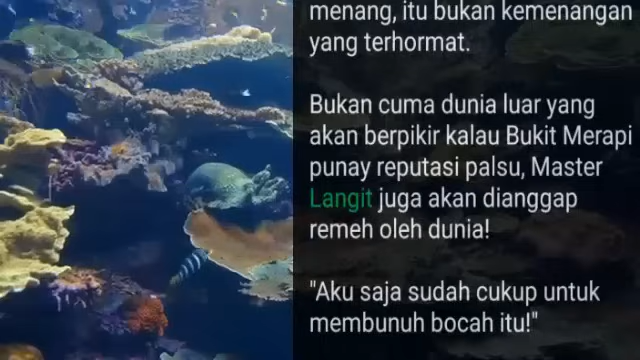 menang, itu bukan kemenangan
yang terhormat.
Bukan cuma dunia luar yang
akan berpikir kalau Bukit Merapi
punay reputasi palsu, Master
Langit juga akan dianggap
remeh oleh dunia!
"Aku saja sudah cukup untuk
membunuh bocah itu!"